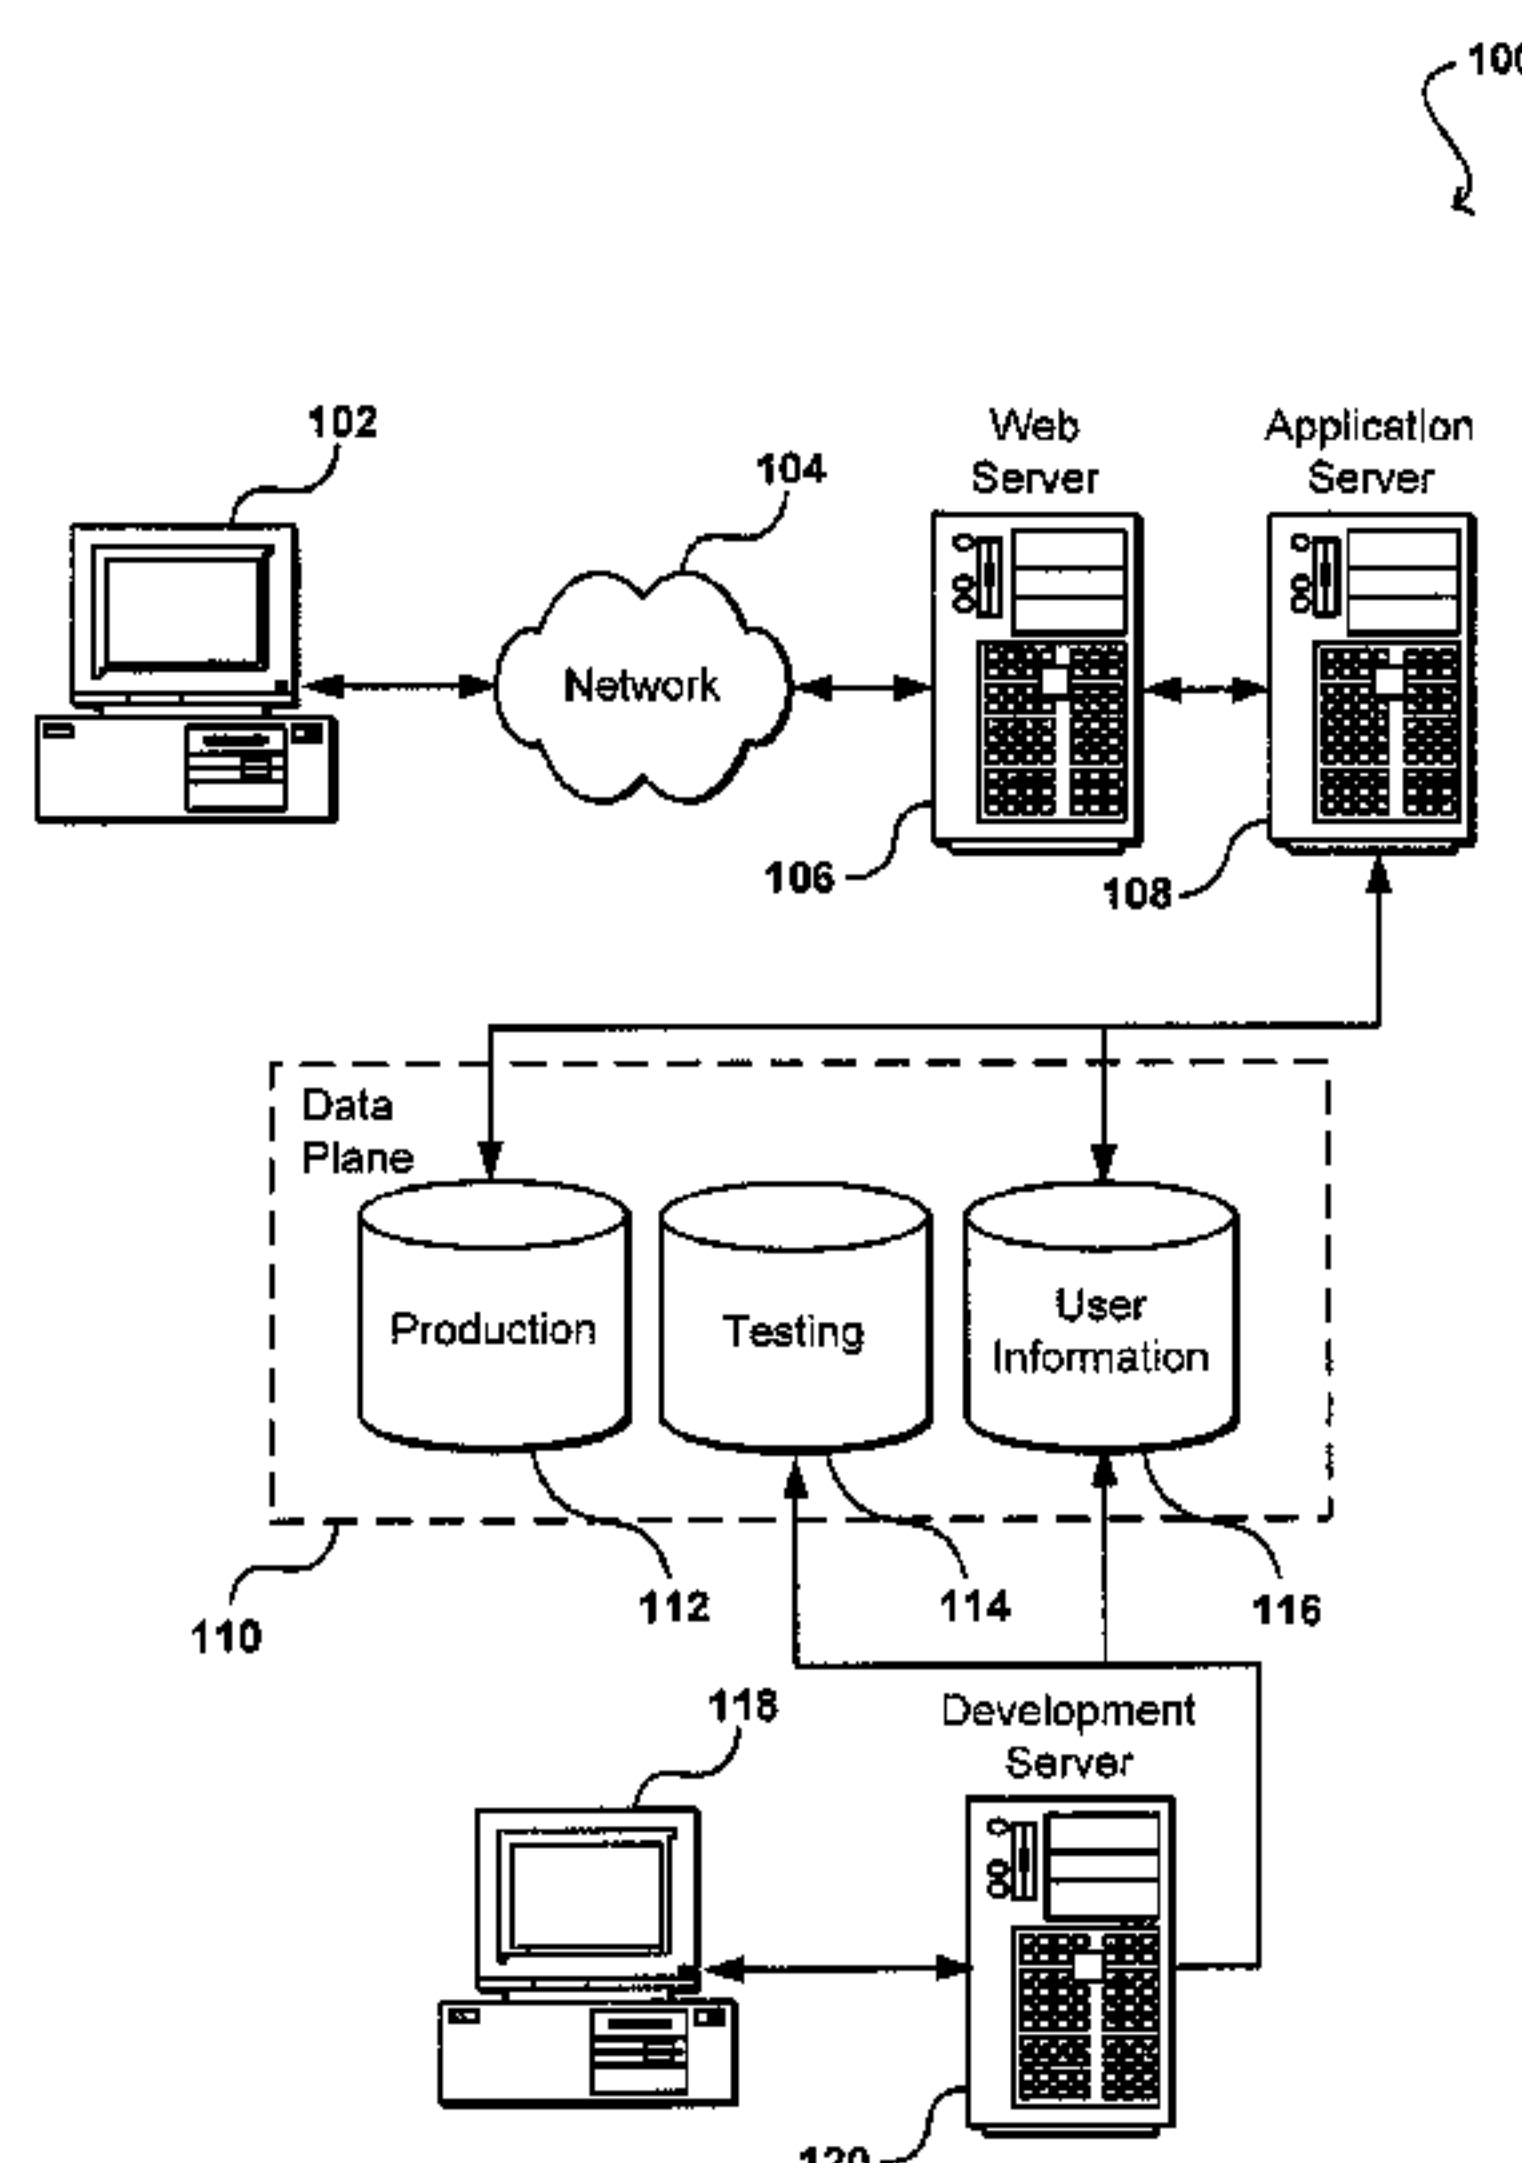 100
102
104
Web
Server
Application
Server
Network
106
108
Data
Plane
Production
Testing
User
Information
110
112
114
116
118
Development
Server
120